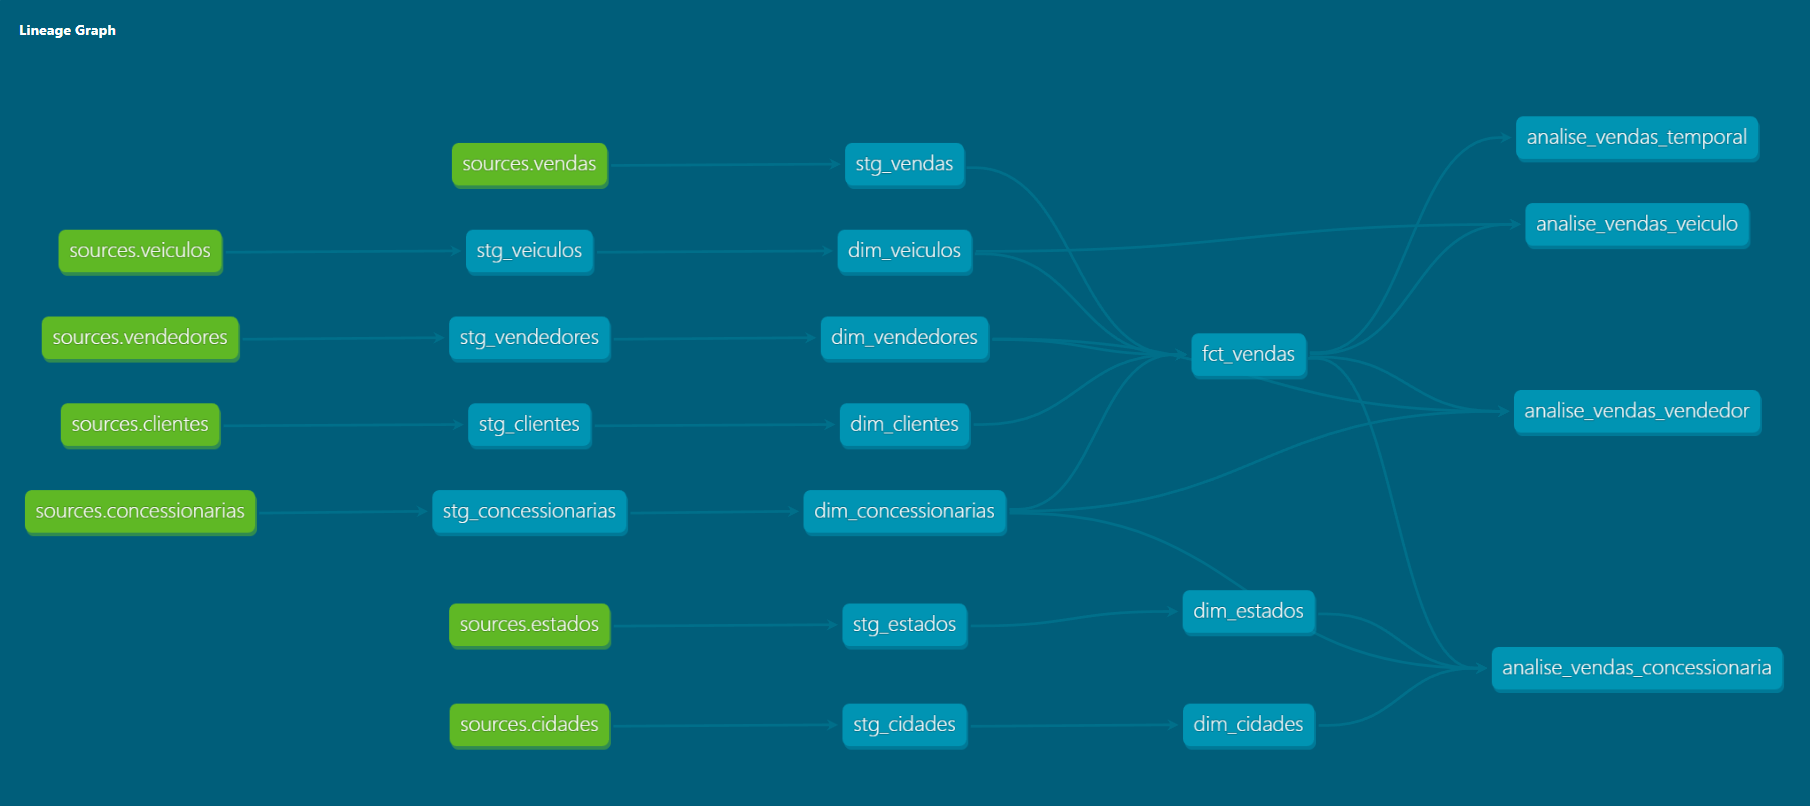 Lineage Graph
analise_vendas_temporal
sources.vendas
stg_vendas
analise_vendas_veiculo
sources.veiculos
stg_veiculos
dim_veiculos
sources.vendedores
stg_vendedores
dim_vendedores
fct_vendas
analise_vendas_vendedor
sources.clientes
stg_clientes
dim_clientes
sources.concessionarias
stg_concessionarias
dim_concessionarias
sources.estados
stg_estados
dim_estados
analise_vendas_concessionaria
sources.cidades
stg_cidades
dim_cidades